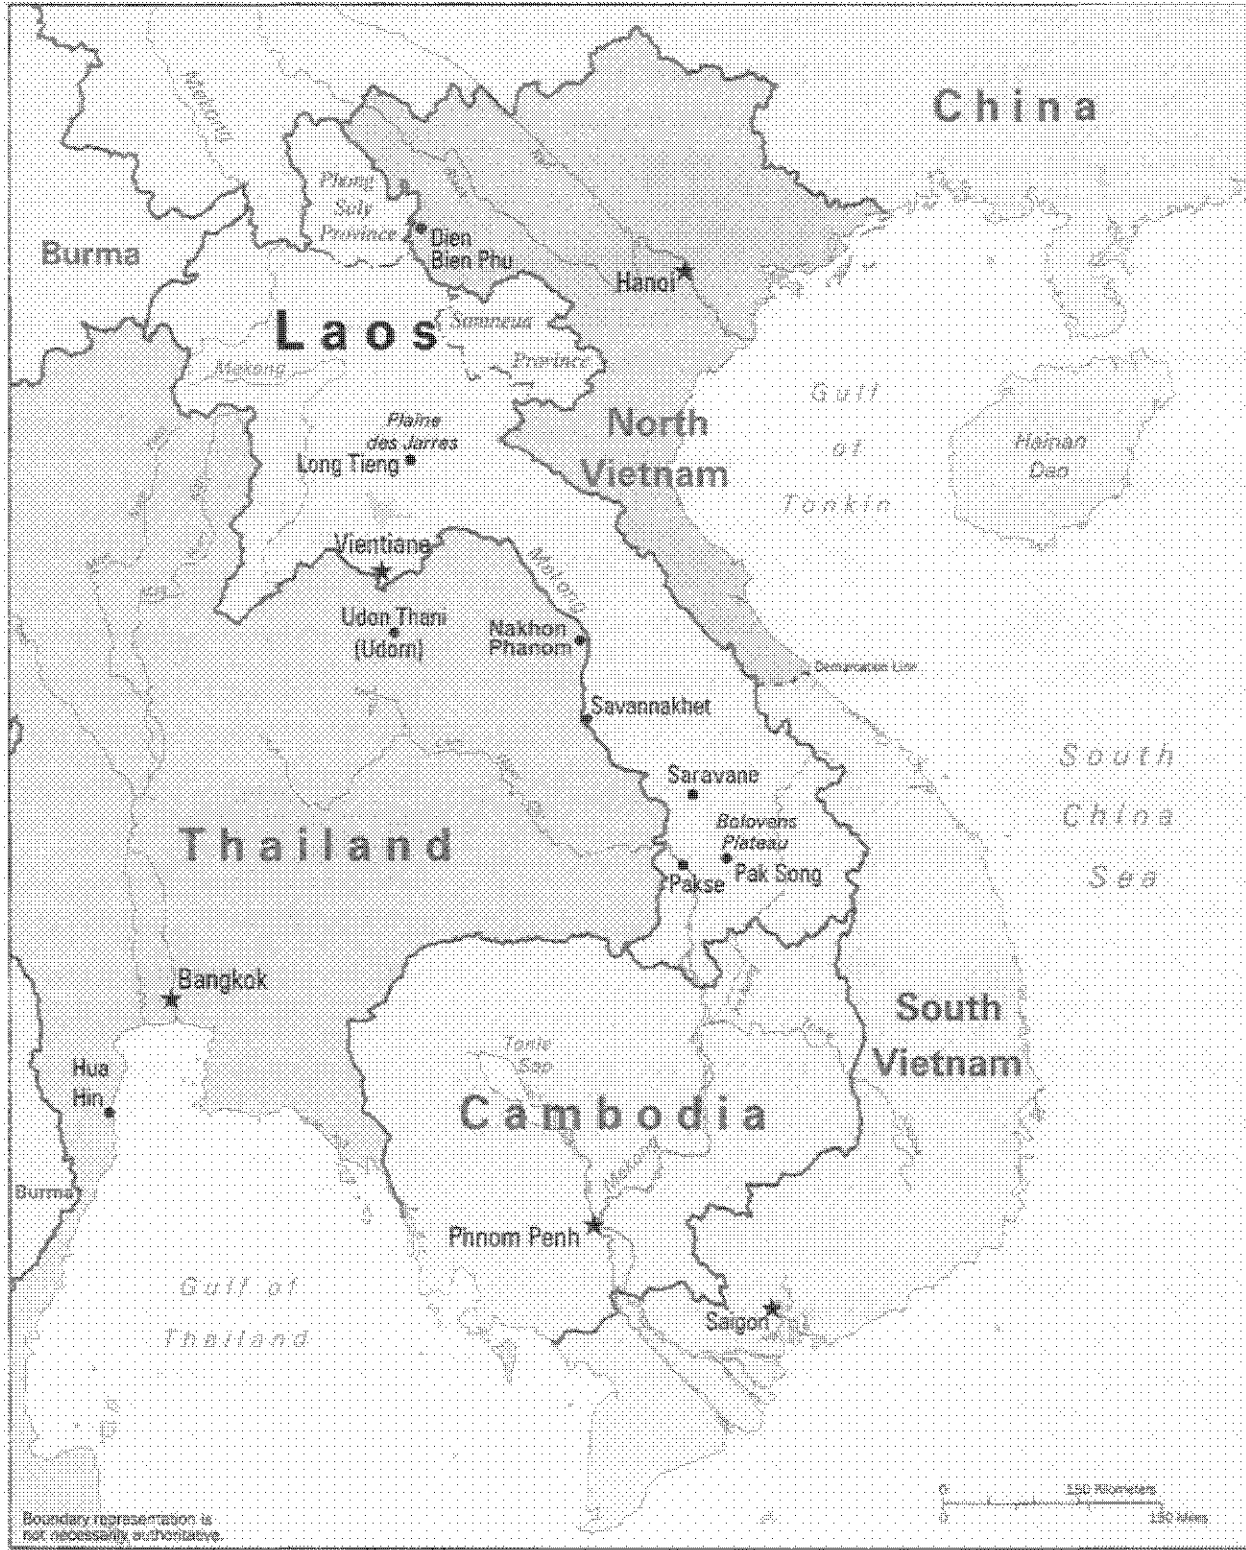 China
Mekong
Phong
Saly
Province
Dien
Bien Phu
Burma
Hanoi
Laos
Samneua
Province
Mekong
Gulf
of
Tonkin
Plaine
des Jarres
North
Vietnam
Hainan
Dao
Long Tieng
Vientiane
Mekong
Udon Thani
(Udorn)
Nakhon
Phanom
Demarcation Line
Savannakhet
South
China
Sea
Saravane
Thailand
Bolovens
Plateau
Pakse
Pak Song
Bangkok
South
Vietnam
Tonle
Sap
Hua
Hin
Cambodia
Mekong
Burma
Phnom Penh
Gulf of
Thailand
Saigon
0 150 Kilometers
0 150 Miles
Boundary representation is
not necessarily authoritative.